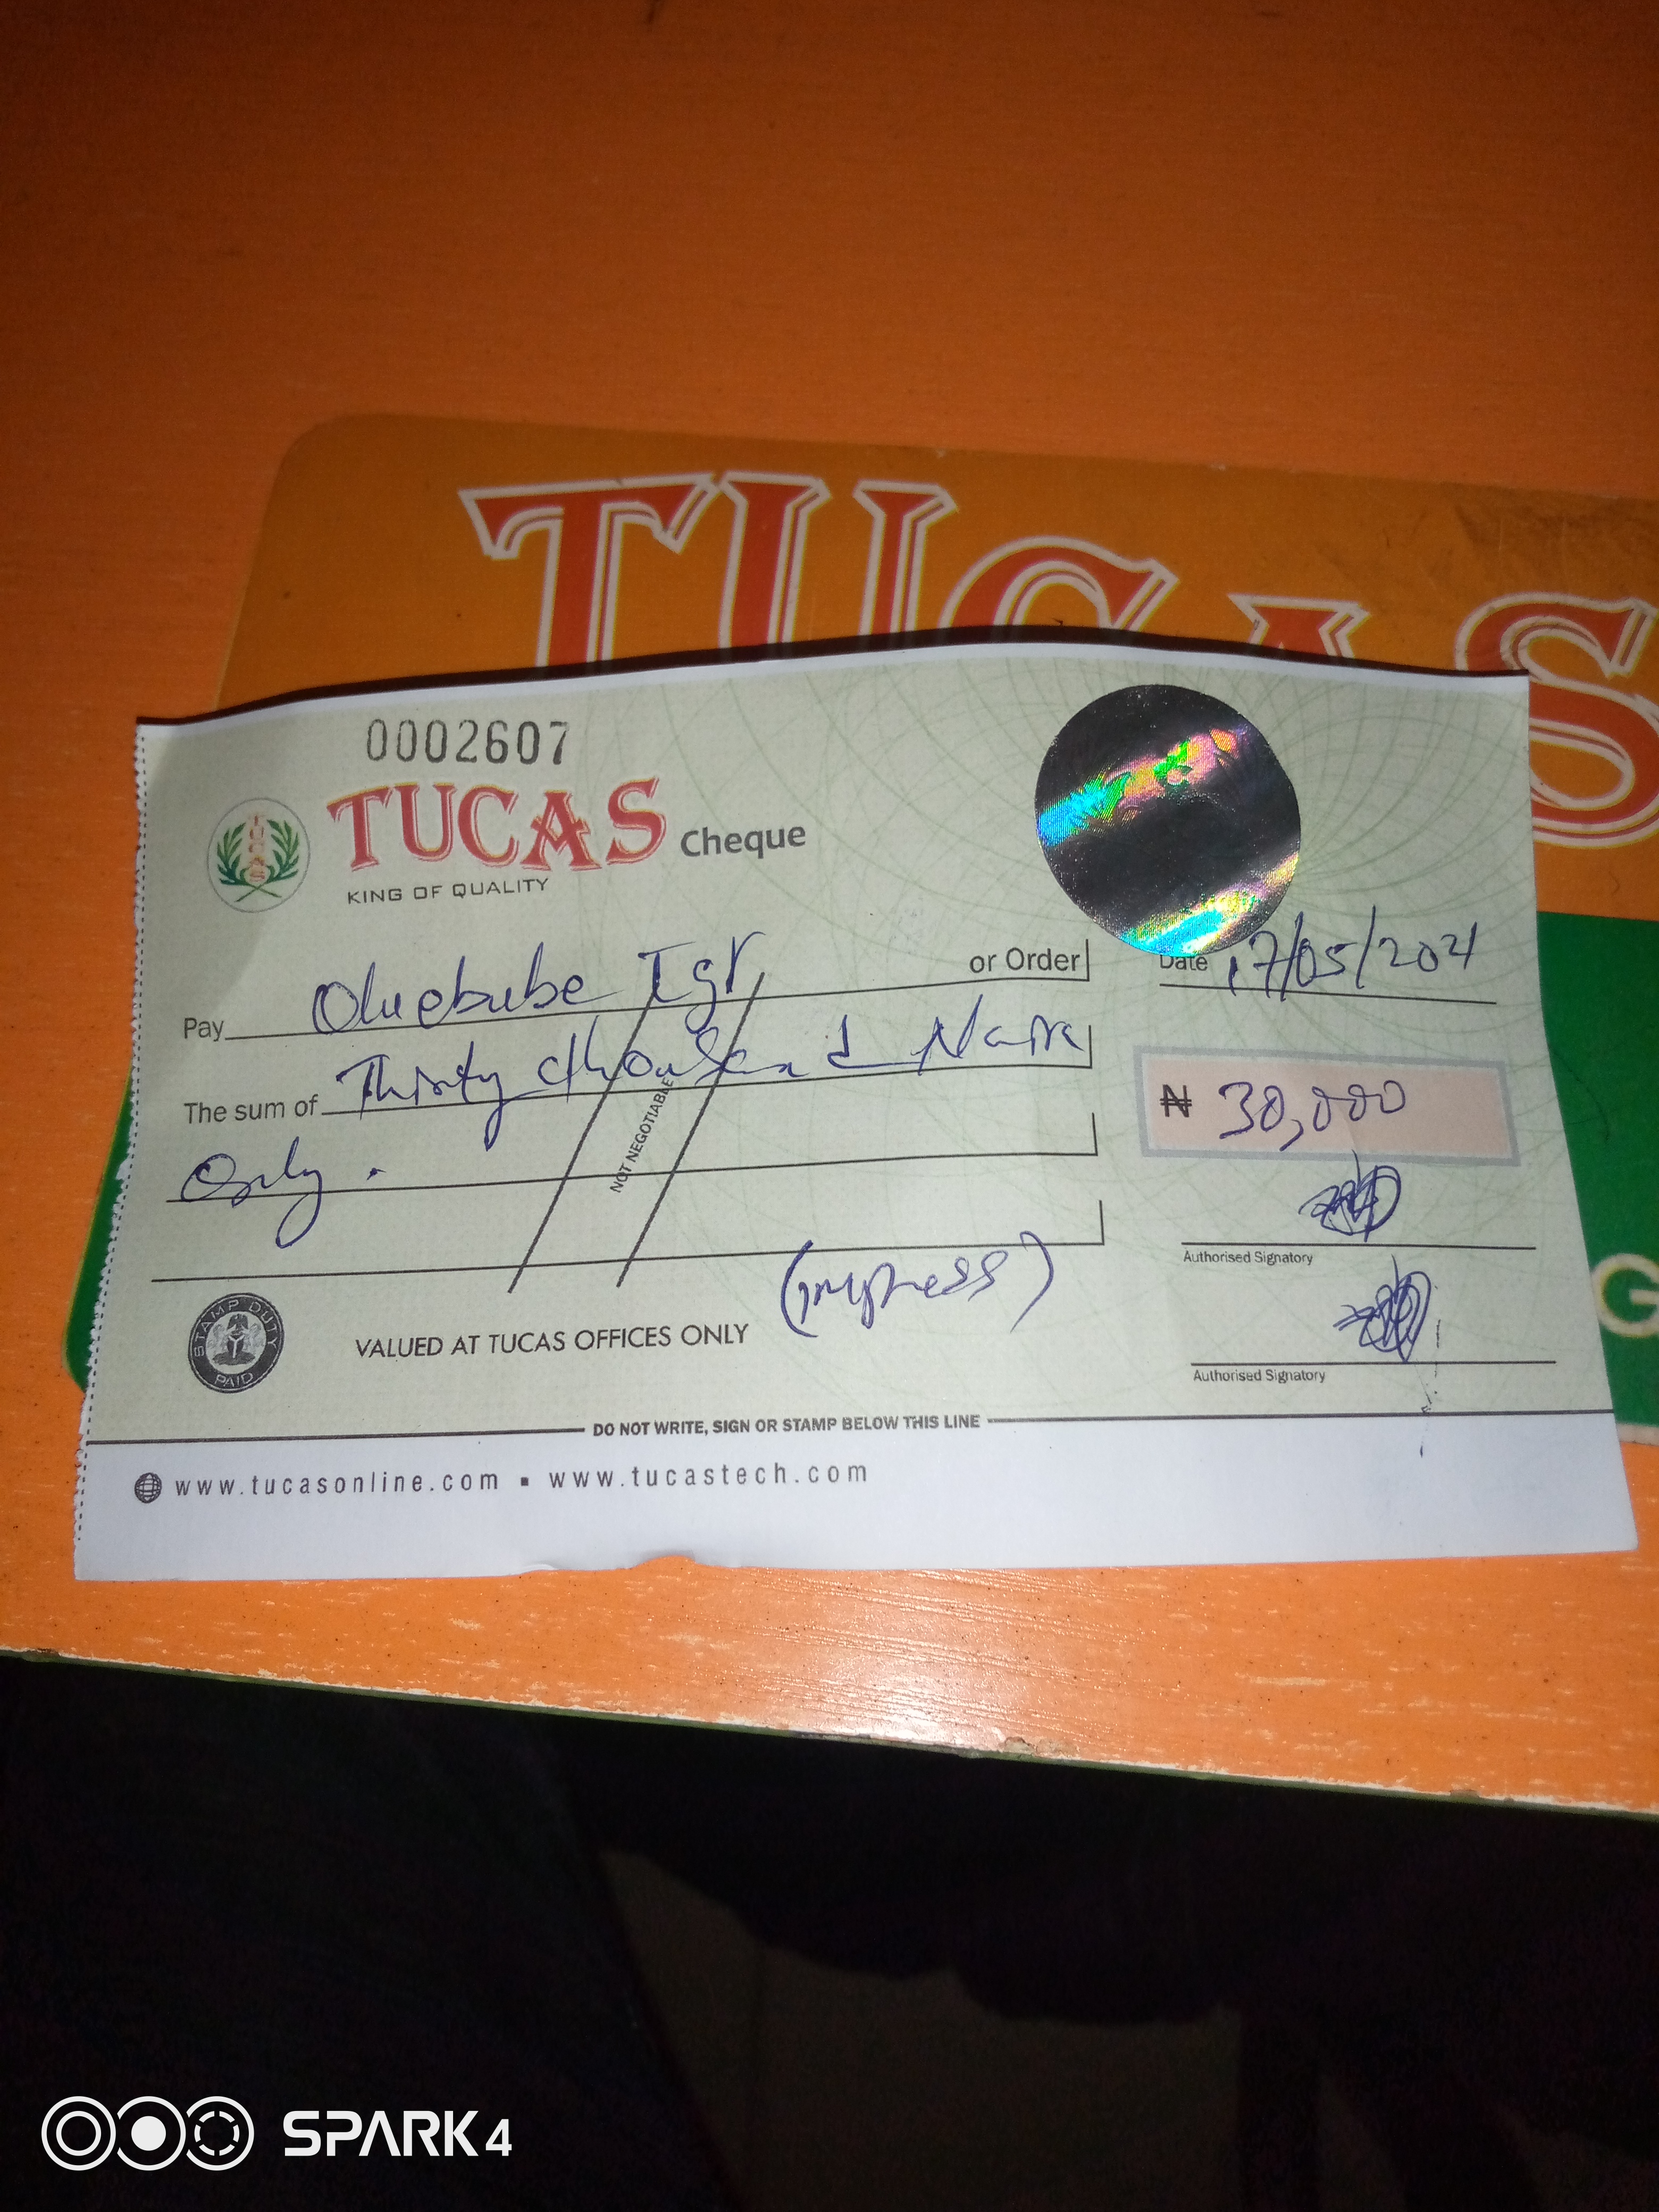 TUCAS
0002607
TUCAS Cheque
KING OF QUALITY
TUCAS
Pay Oluebube Igr or Order
Date 17/05/2021
The sum of Thirty thousand Naira
₦ 30,000
Only.
NOT NEGOTIABLE
Authorised Signatory
(impress)
STAMP DUTY
PAID
VALUED AT TUCAS OFFICES ONLY
Authorised Signatory
G
DO NOT WRITE, SIGN OR STAMP BELOW THIS LINE
www.tucasonline.com ▪ www.tucastech.com
SPARK 4